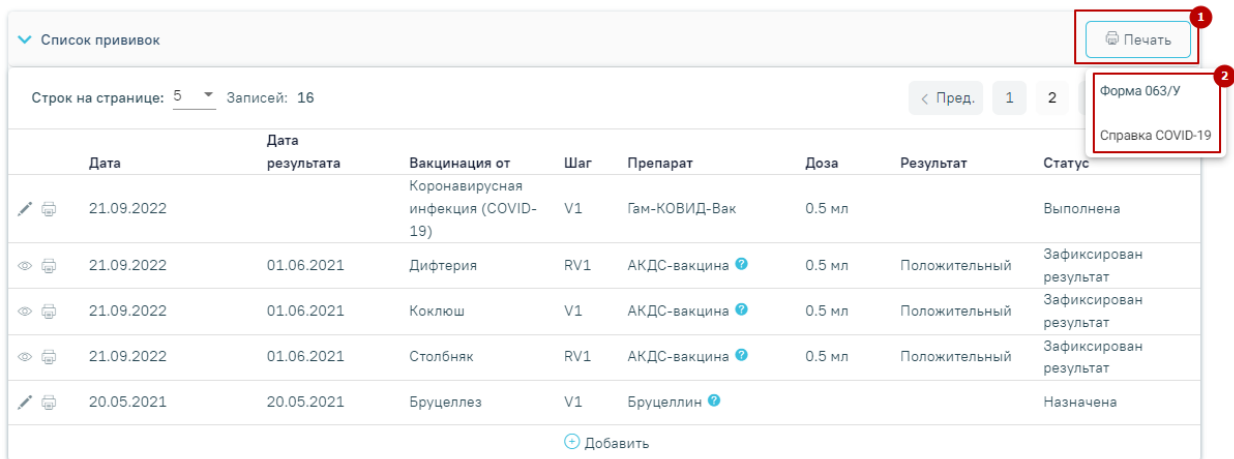 Список прививок
Печать
1
2
Форма 063/У
Справка COVID-19
Строк на странице: 5 Записей: 16
< Пред. 1 2
Дата Дата результата Вакцинация от Шаг Препарат Доза Результат Статус
21.09.2022 Коронавирусная инфекция (COVID-19) V1 Гам-КОВИД-Вак 0.5 мл Выполнена
21.09.2022 01.06.2021 Дифтерия RV1 АКДС-вакцина ? 0.5 мл Положительный Зафиксирован результат
21.09.2022 01.06.2021 Коклюш V1 АКДС-вакцина ? 0.5 мл Положительный Зафиксирован результат
21.09.2022 01.06.2021 Столбняк RV1 АКДС-вакцина ? 0.5 мл Положительный Зафиксирован результат
20.05.2021 20.05.2021 Бруцеллез V1 Бруцеллин ? Назначена
Добавить